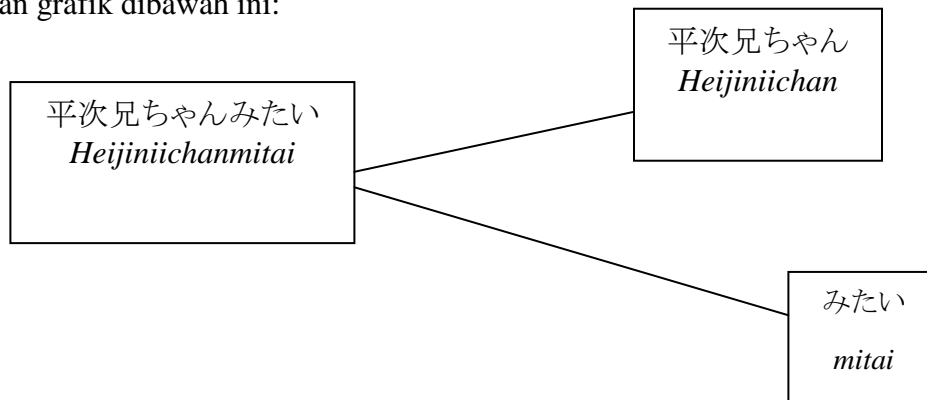 an grafik dibawah ini:
平次兄ちゃん
Heijiniichan
平次兄ちゃんみたい
Heijiniichanmitai
みたい
mitai